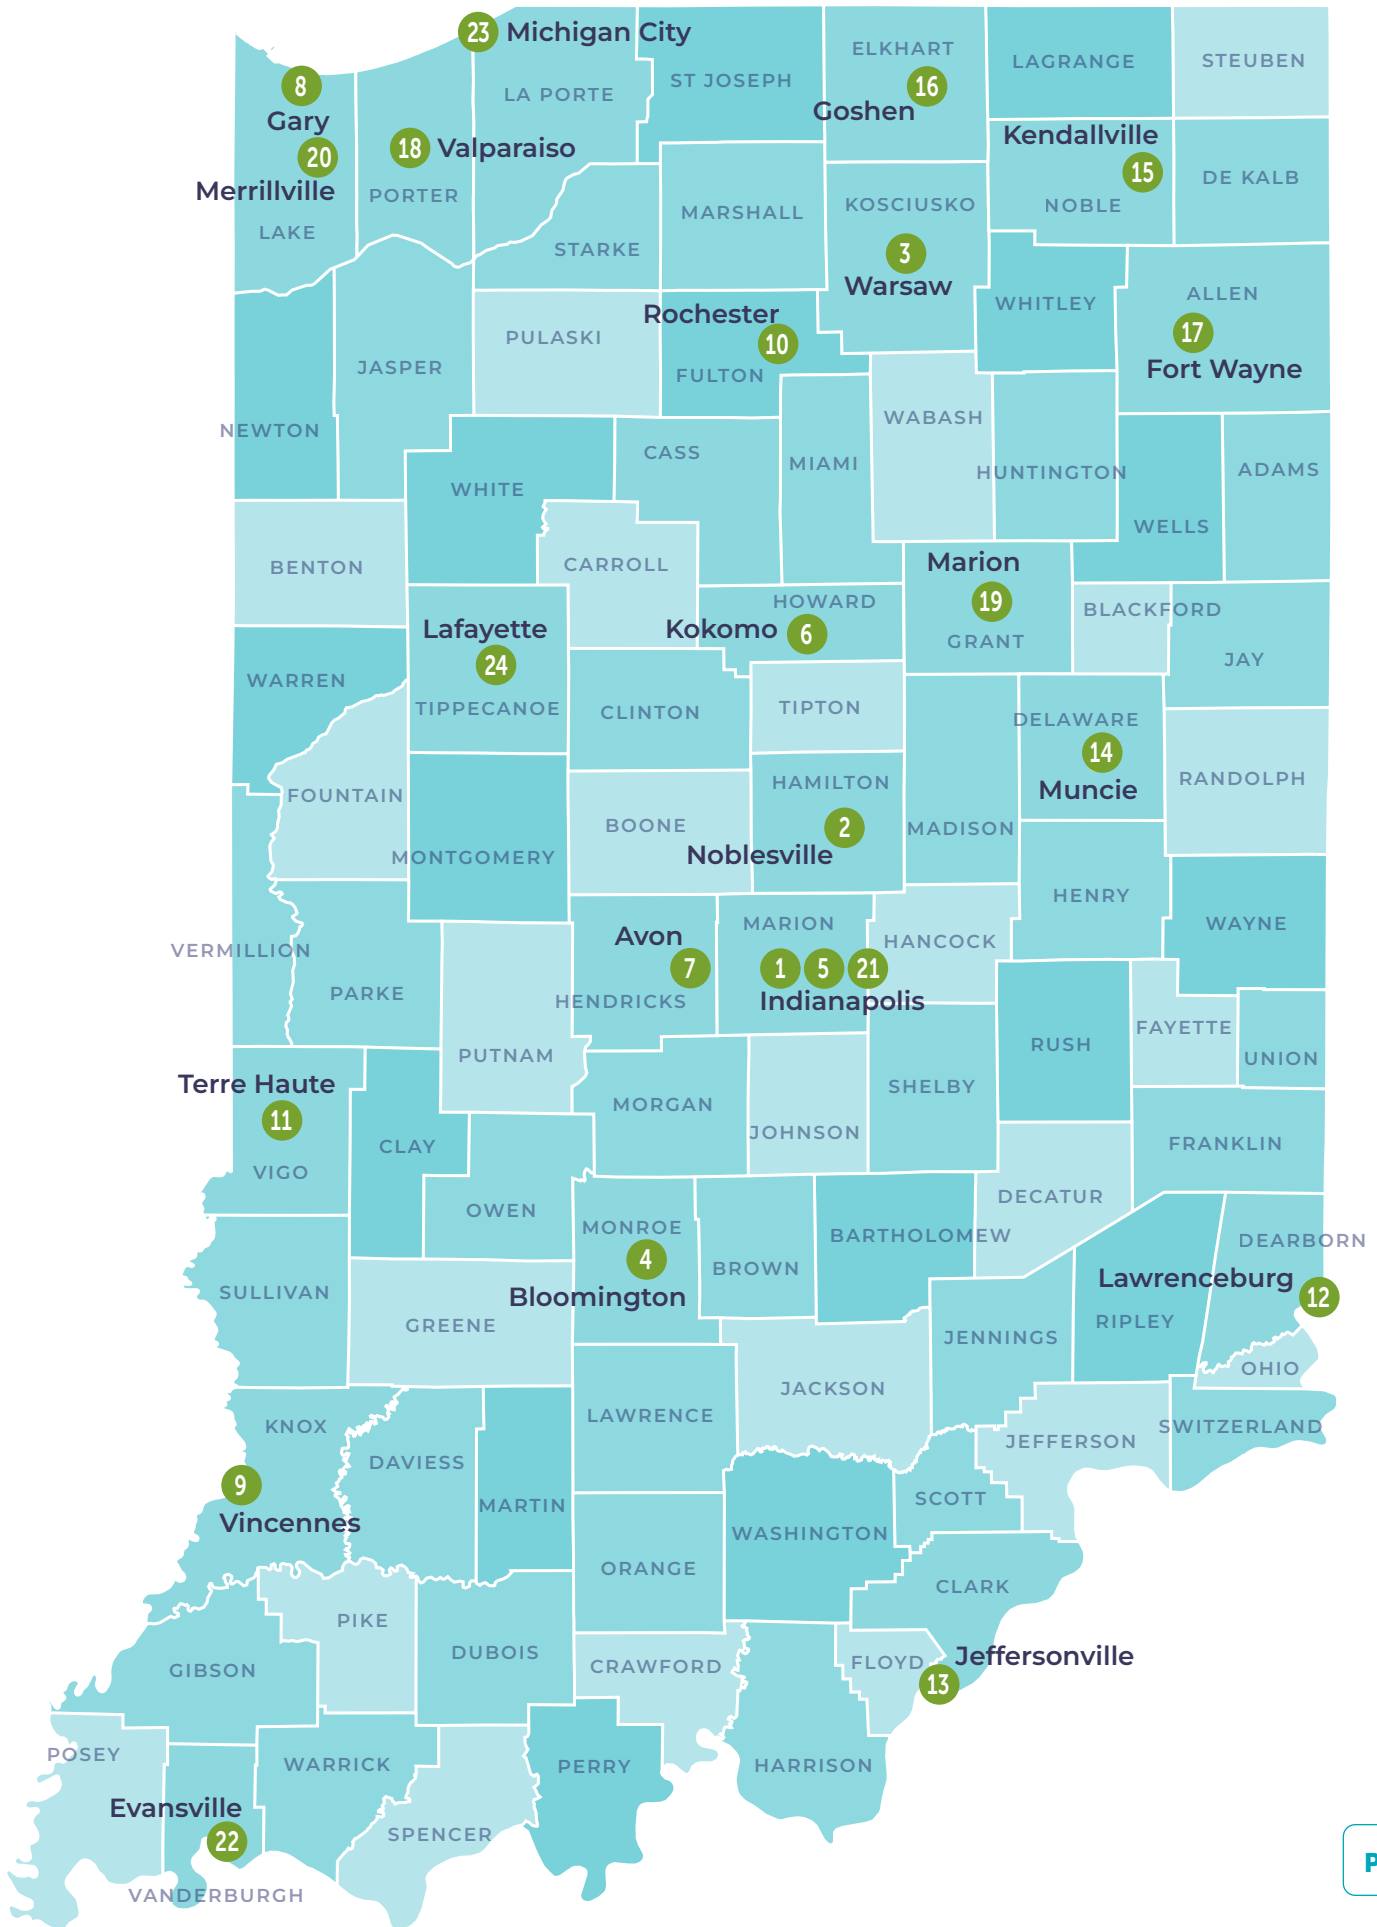 23 Michigan City
ELKHART
LAGRANGE
STEUBEN
ST JOSEPH
8
LA PORTE
16
Goshen
Gary
Kendallville
20
18 Valparaiso
15
DE KALB
Merrillville
PORTER
KOSCIUSKO
NOBLE
MARSHALL
LAKE
STARKE
3
Warsaw
ALLEN
WHITLEY
Rochester
17
PULASKI
10
JASPER
FULTON
Fort Wayne
WABASH
NEWTON
CASS
MIAMI
HUNTINGTON
ADAMS
WHITE
WELLS
BENTON
CARROLL
Marion
HOWARD
19
BLACKFORD
Lafayette
Kokomo 6
GRANT
24
JAY
WARREN
TIPPECANOE
CLINTON
TIPTON
DELAWARE
14
HAMILTON
RANDOLPH
FOUNTAIN
Muncie
BOONE
2
MADISON
Noblesville
MONTGOMERY
HENRY
MARION
WAYNE
Avon
HANCOCK
VERMILLION
7
1 5 21
PARKE
HENDRICKS
Indianapolis
FAYETTE
RUSH
PUTNAM
UNION
Terre Haute
SHELBY
11
MORGAN
JOHNSON
CLAY
FRANKLIN
VIGO
DECATUR
OWEN
MONROE
BARTHOLOMEW
DEARBORN
4
BROWN
Lawrenceburg
SULLIVAN
Bloomington
12
GREENE
RIPLEY
JENNINGS
OHIO
JACKSON
LAWRENCE
KNOX
SWITZERLAND
JEFFERSON
DAVIESS
9
SCOTT
MARTIN
Vincennes
WASHINGTON
ORANGE
CLARK
PIKE
DUBOIS
Jeffersonville
GIBSON
CRAWFORD
FLOYD
13
POSEY
WARRICK
PERRY
HARRISON
Evansville
22
SPENCER
P
VANDERBURGH